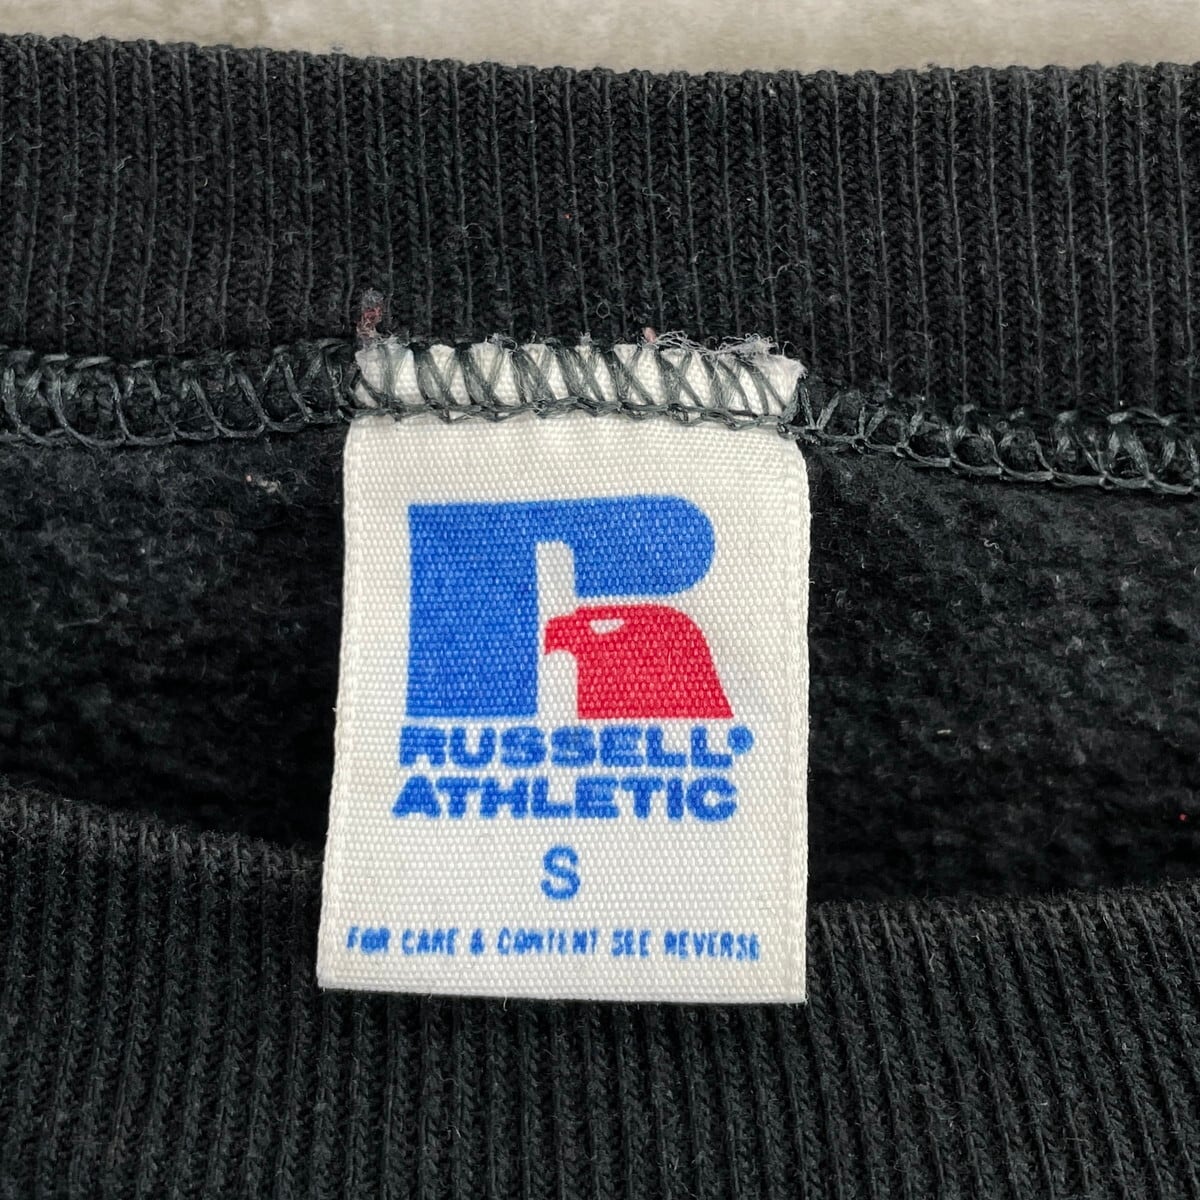 RUSSELL®
ATHLETIC
S
FOR CARE & CONTENT SEE REVERSE